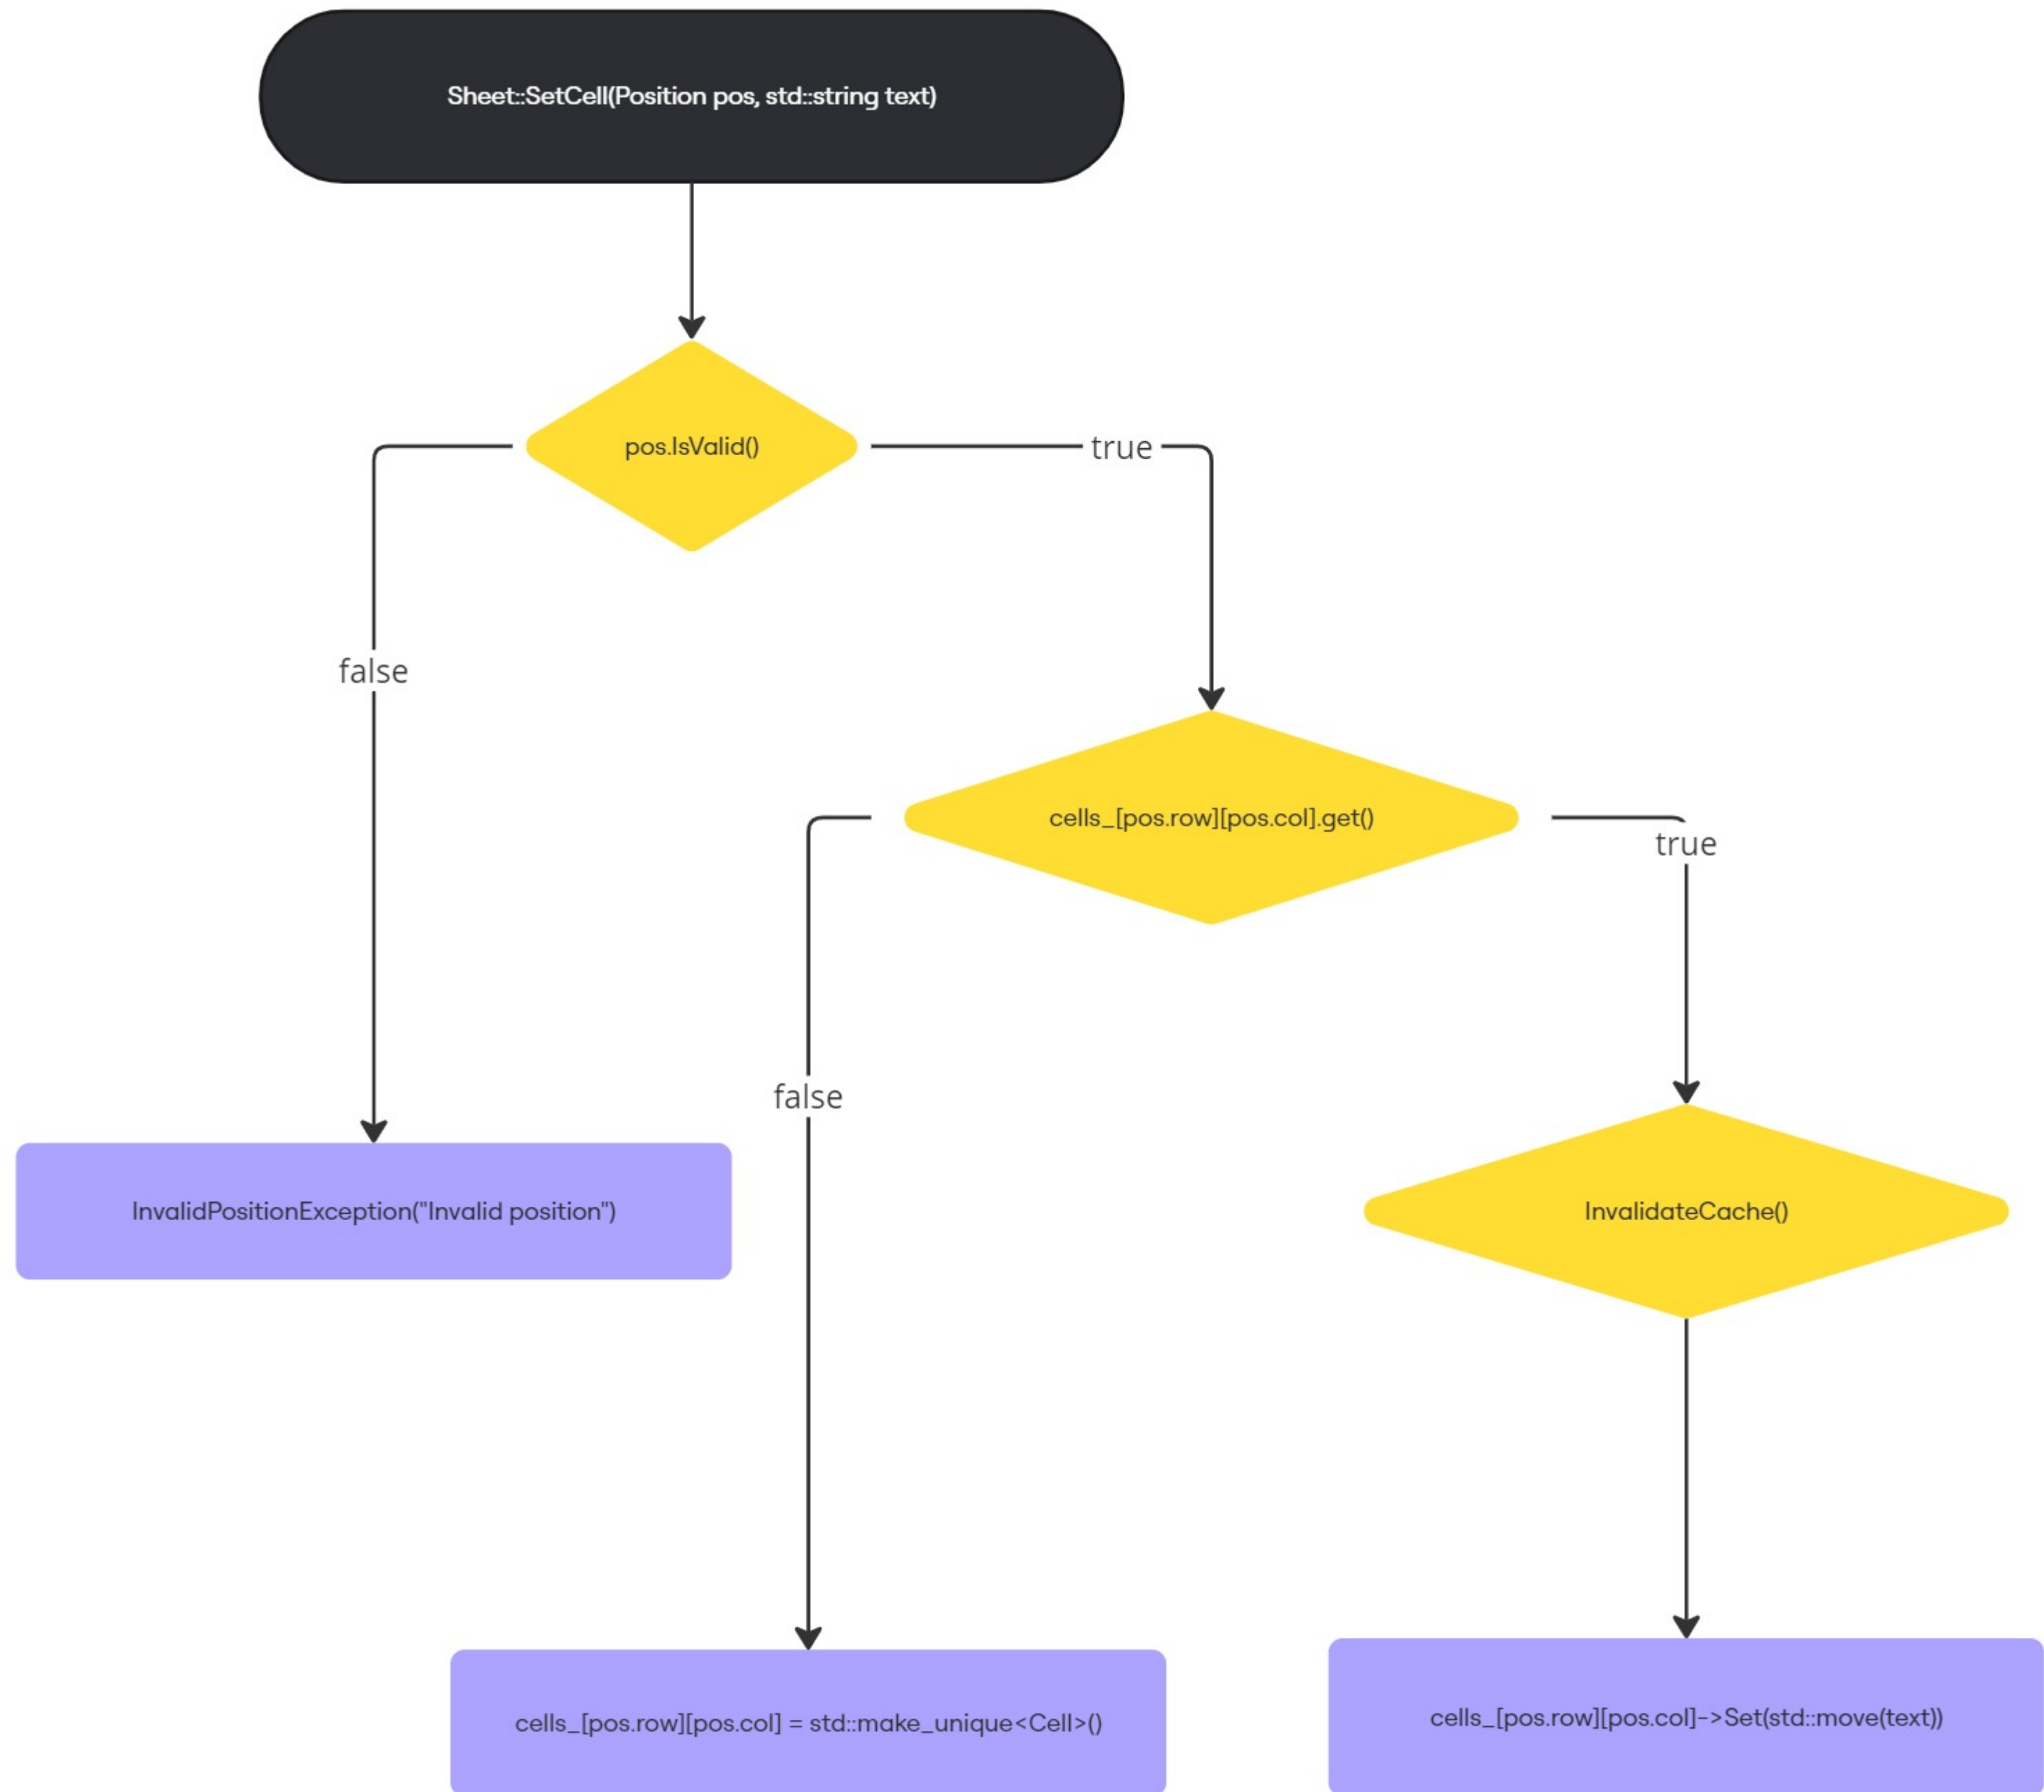 Sheet::SetCell(Position pos, std::string text)
pos.IsValid()
true
false
cells_[pos.row][pos.col].get()
true
false
InvalidPositionException("Invalid position")
InvalidateCache()
cells_[pos.row][pos.col] = std::make_unique<Cell>()
cells_[pos.row][pos.col]->Set(std::move(text))